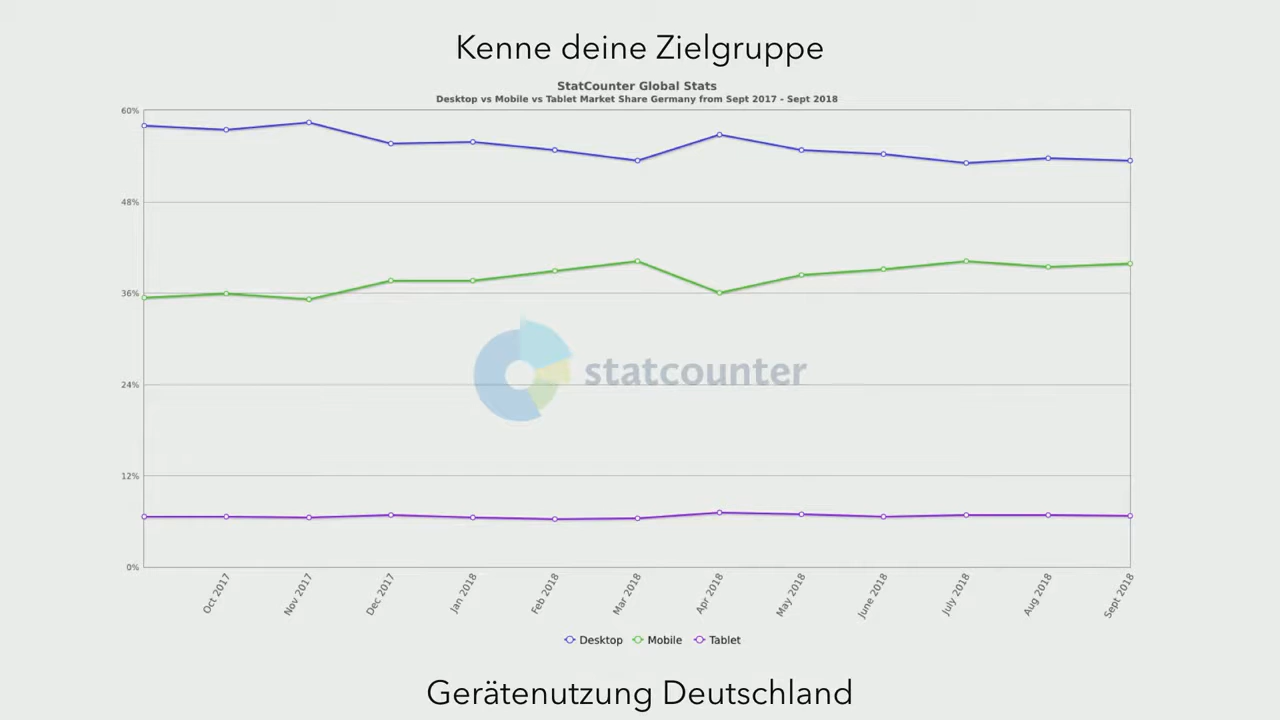 Kenne deine Zielgruppe
StatCounter Global Stats
Desktop vs Mobile vs Tablet Market Share Germany from Sept 2017 - Sept 2018
60%
48%
36%
24%
12%
0%
statcounter
Oct 2017
Nov 2017
Dec 2017
Jan 2018
Feb 2018
Mar 2018
Apr 2018
May 2018
June 2018
July 2018
Aug 2018
Sept 2018
Desktop Mobile Tablet
Gerätenutzung Deutschland